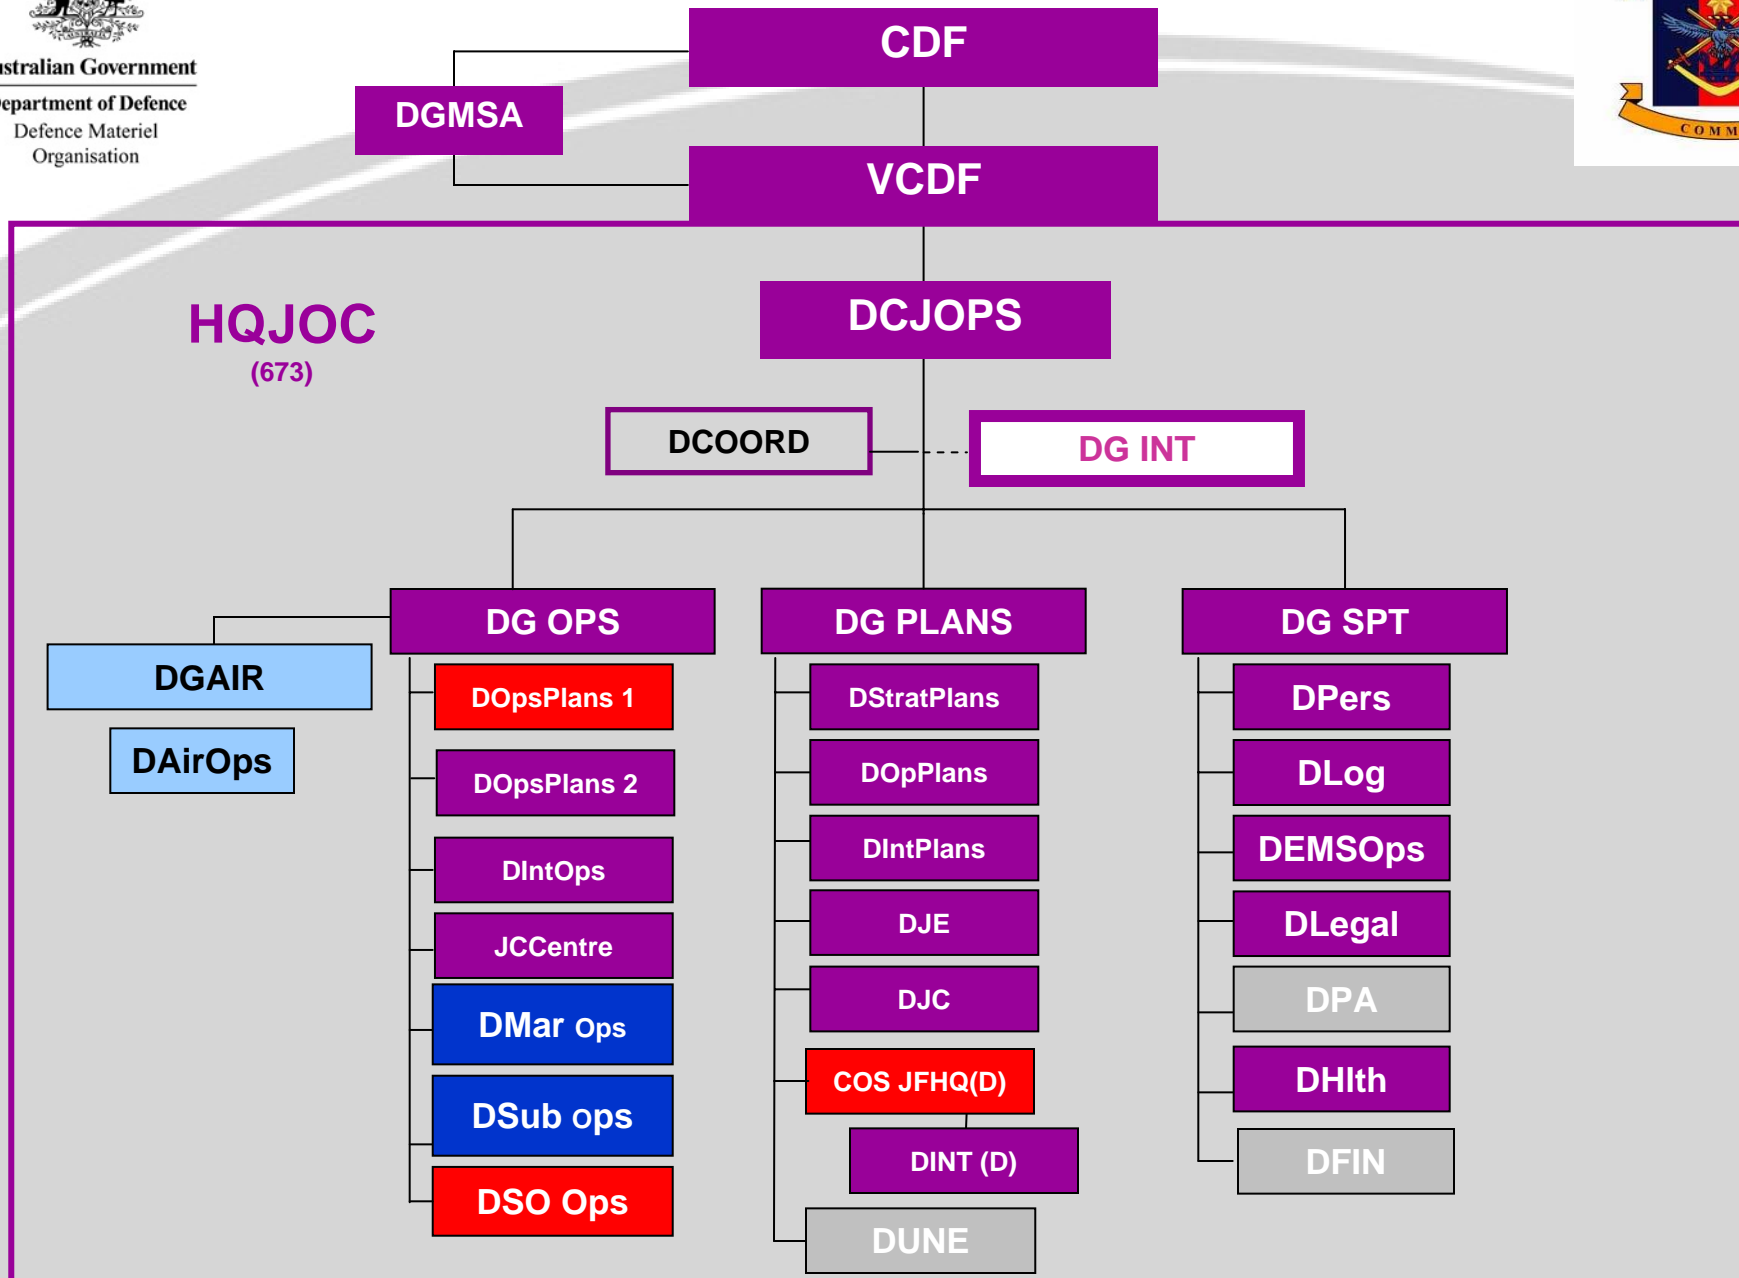 AUSTRALIA
ustralian Government
epartment of Defence
Defence Materiel
Organisation
CDF
DGMSA
VCDF
COMM
HQJOC
(673)
DCJOPS
DCOORD
DG INT
DG OPS
DG PLANS
DG SPT
DGAIR
DAirOps
DOpsPlans 1
DOpsPlans 2
DIntOps
JCCentre
DMar Ops
DSub ops
DSO Ops
DStratPlans
DOpPlans
DIntPlans
DJE
DJC
COS JFHQ(D)
DINT (D)
DUNE
DPers
DLog
DEMSOps
DLegal
DPA
DHlth
DFIN